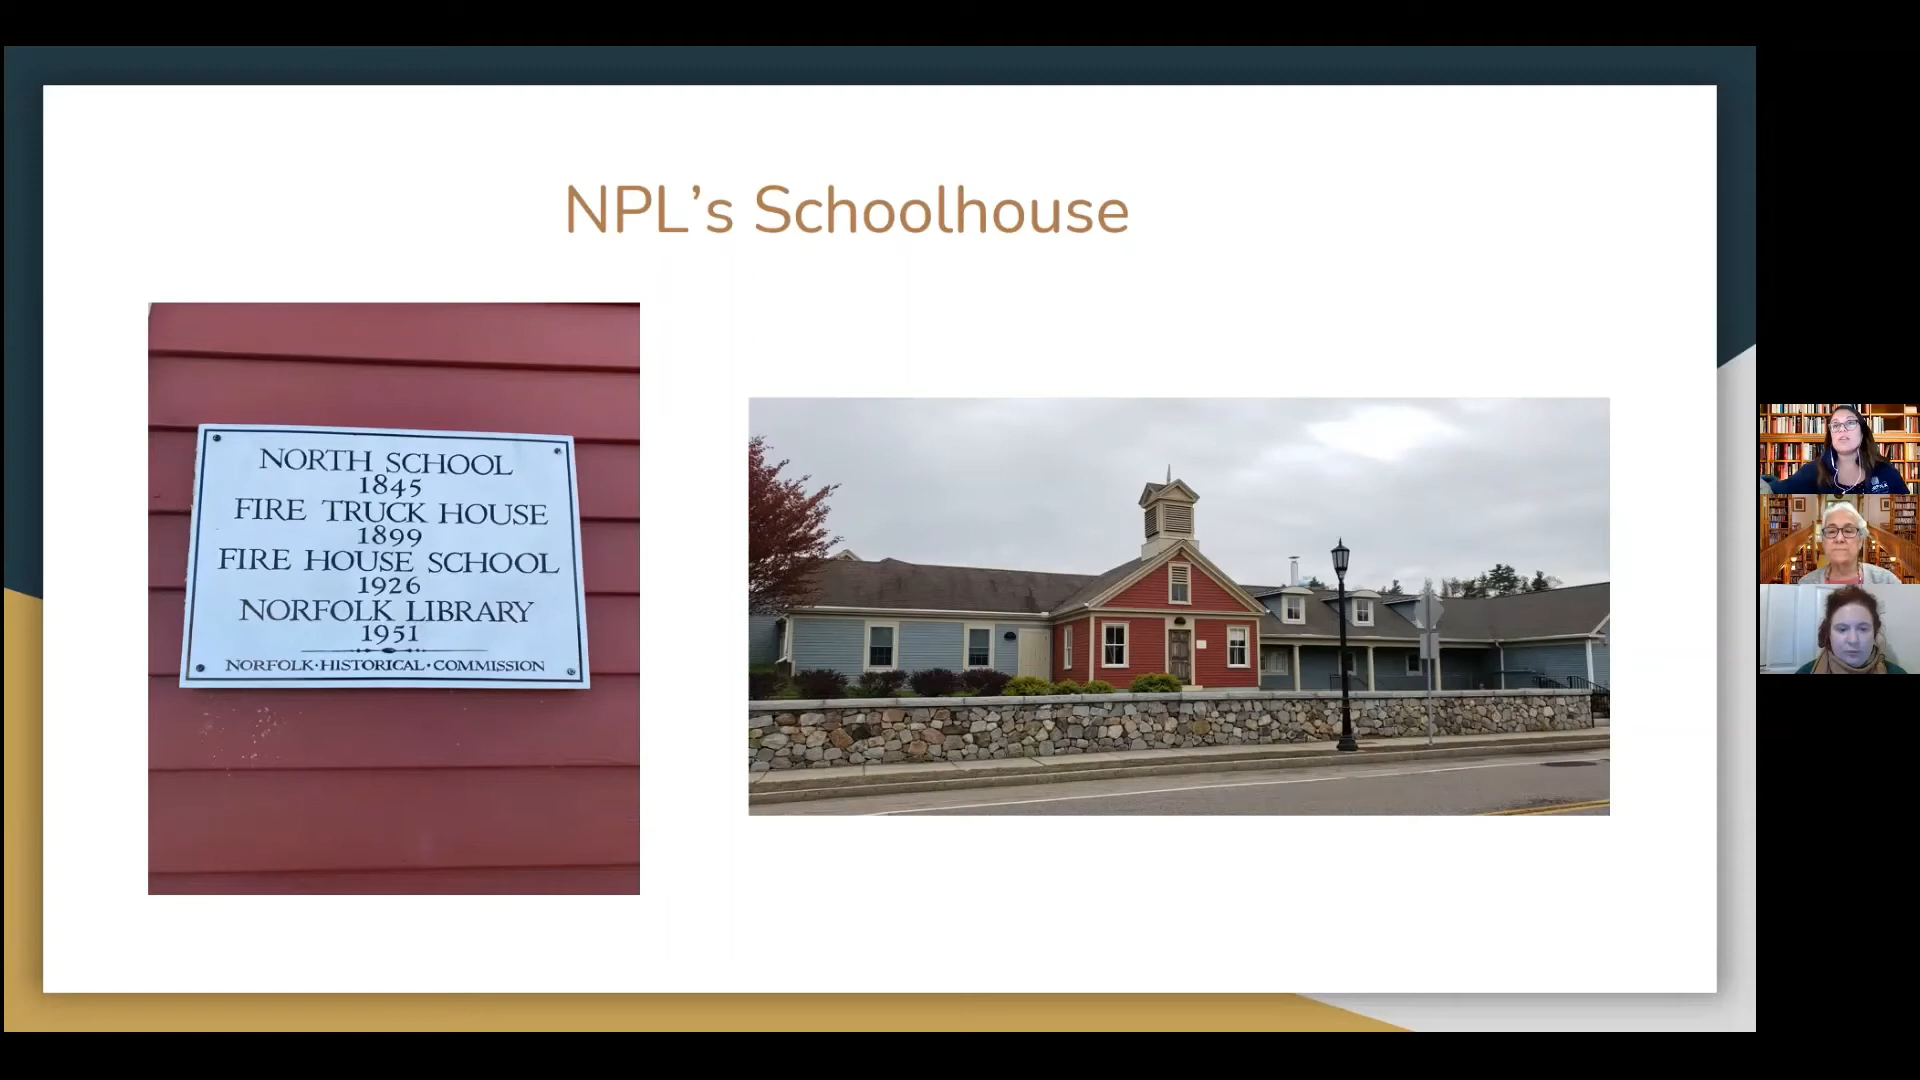 NPL's Schoolhouse
NORTH SCHOOL
1845
FIRE TRUCK HOUSE
1899
FIRE HOUSE SCHOOL
1926
NORFOLK LIBRARY
1951
NORFOLK·HISTORICAL·COMMISSION